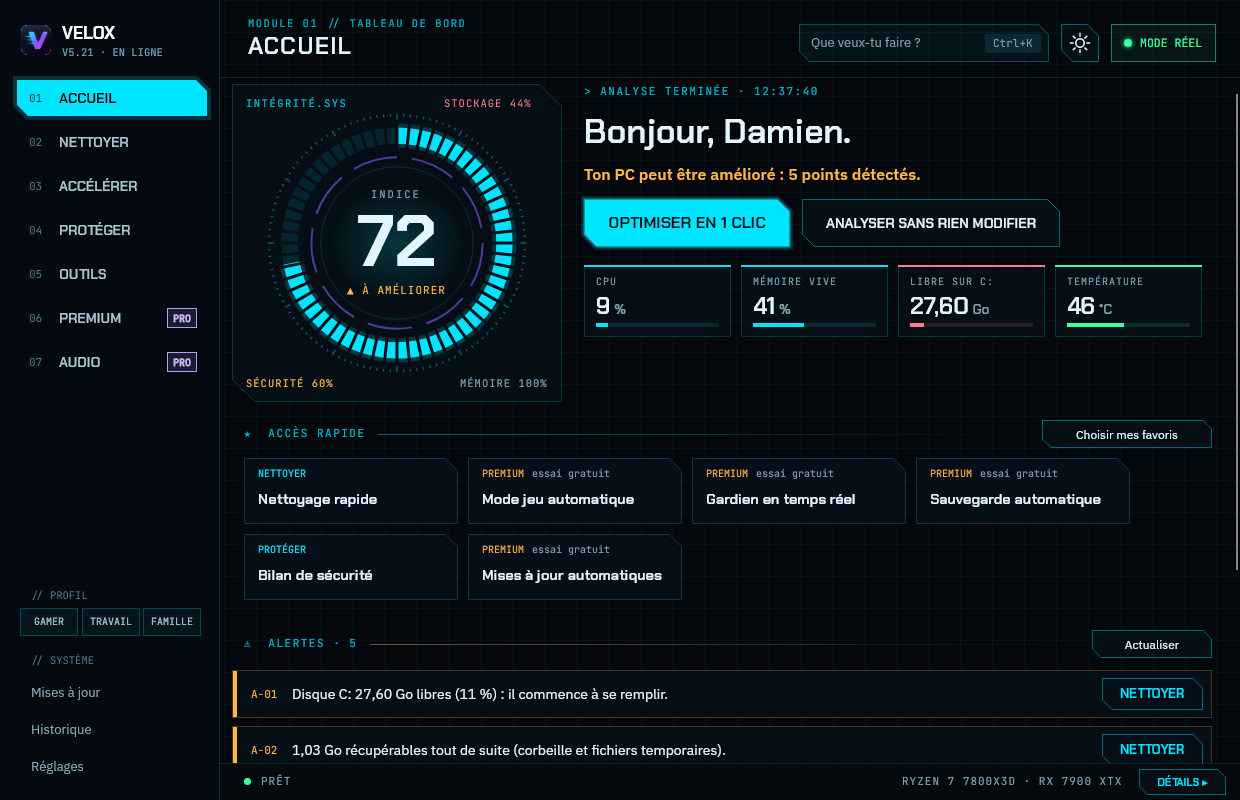 VELOX
V5.21 · EN LIGNE
01 ACCUEIL
02 NETTOYER
03 ACCÉLÉRER
04 PROTÉGER
05 OUTILS
06 PREMIUM PRO
07 AUDIO PRO
// PROFIL
GAMER TRAVAIL FAMILLE
// SYSTÈME
Mises à jour
Historique
Réglages
MODULE 01 // TABLEAU DE BORD
ACCUEIL
Que veux-tu faire ? Ctrl+K
MODE RÉEL
INTÉGRITÉ.SYS STOCKAGE 44%
INDICE
72
▲ À AMÉLIORER
SÉCURITÉ 60% MÉMOIRE 100%
> ANALYSE TERMINÉE · 12:37:40
Bonjour, Damien.
Ton PC peut être amélioré : 5 points détectés.
OPTIMISER EN 1 CLIC ANALYSER SANS RIEN MODIFIER
CPU MÉMOIRE VIVE LIBRE SUR C: TEMPÉRATURE
9 % 41 % 27,60 Go 46 °C
★ ACCÈS RAPIDE Choisir mes favoris
NETTOYER PREMIUM essai gratuit PREMIUM essai gratuit PREMIUM essai gratuit
Nettoyage rapide Mode jeu automatique Gardien en temps réel Sauvegarde automatique
PROTÉGER PREMIUM essai gratuit
Bilan de sécurité Mises à jour automatiques
⚠ ALERTES · 5 Actualiser
A-01 Disque C: 27,60 Go libres (11 %) : il commence à se remplir. NETTOYER
A-02 1,03 Go récupérables tout de suite (corbeille et fichiers temporaires). NETTOYER
PRÊT RYZEN 7 7800X3D · RX 7900 XTX DÉTAILS ▸